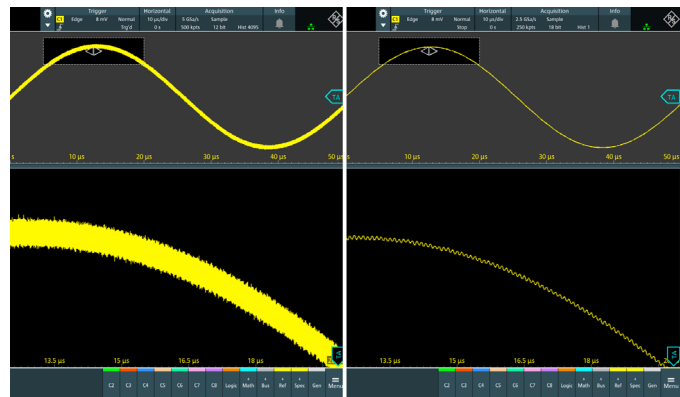 Trigger Horizontal Acquisition Info
C1 Edge 8 mV Normal 10 µs/div 5 GSa/s Sample
Trg'd 0 s 500 kpts 12 bit Hist 4095
TA
s 10 µs 20 µs 30 µs 40 µs 50 µs
13.5 µs 15 µs 16.5 µs 18 µs
TA
C2 C3 C4 C5 C6 C7 C8 Logic Math Bus Ref Spec Gen Menu
Trigger Horizontal Acquisition Info
C1 Edge 8 mV Normal 10 µs/div 2.5 GSa/s Sample
Stop 0 s 250 kpts 18 bit Hist 1
TA
10 µs 20 µs 30 µs 40 µs 50 µs
13.5 µs 15 µs 16.5 µs 18 µs
TA
C2 C3 C4 C5 C6 C7 C8 Logic Math Bus Ref Spec Gen Menu